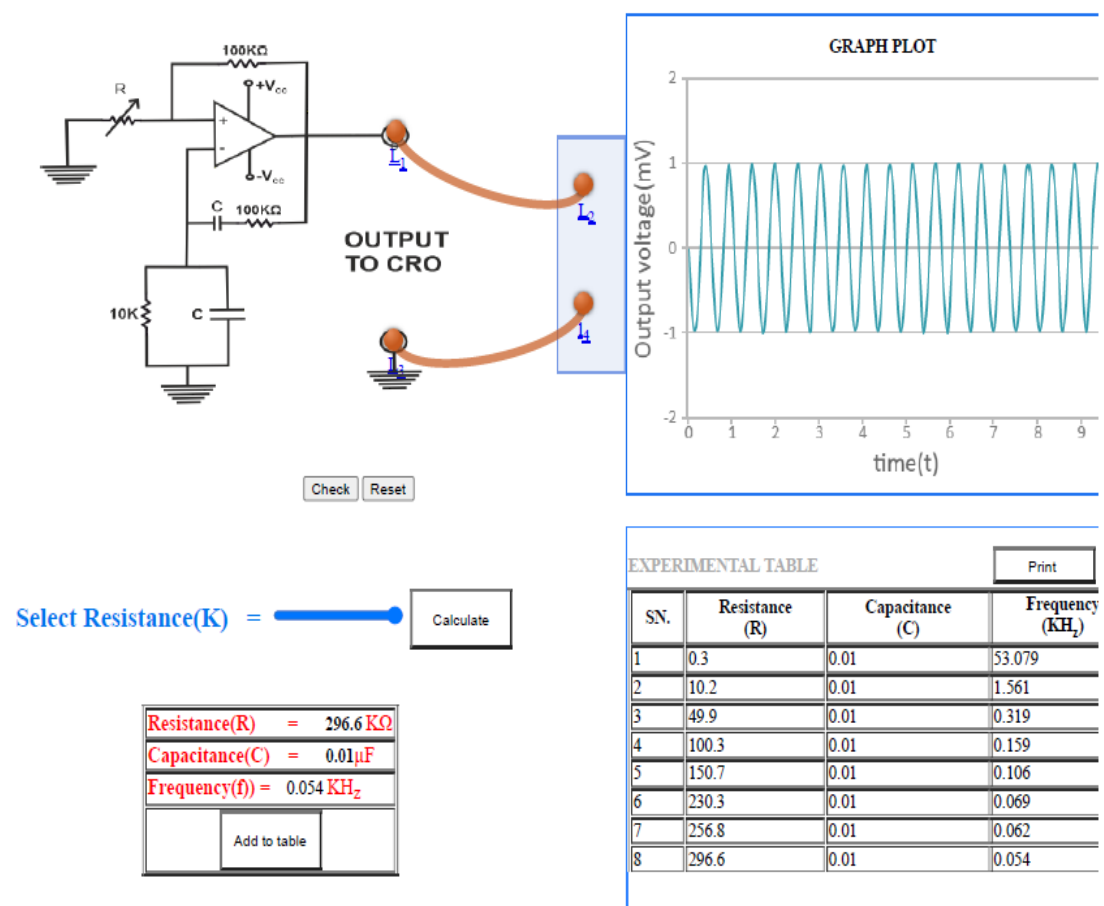 100KΩ
R
+Vcc
+
-
-Vcc
C 100KΩ
10K
C
OUTPUT
TO CRO
L1
L2
L3
L4
Check Reset
GRAPH PLOT
Output voltage(mV)
2
1
0
-1
-2
0 1 2 3 4 5 6 7 8 9
time(t)
Select Resistance(K) = Calculate
Resistance(R) = 296.6 KΩ
Capacitance(C) = 0.01μF
Frequency(f)) = 0.054 KHz
Add to table
EXPERIMENTAL TABLE Print
SN. Resistance (R) Capacitance (C) Frequency (KHz)
1 0.3 0.01 53.079
2 10.2 0.01 1.561
3 49.9 0.01 0.319
4 100.3 0.01 0.159
5 150.7 0.01 0.106
6 230.3 0.01 0.069
7 256.8 0.01 0.062
8 296.6 0.01 0.054